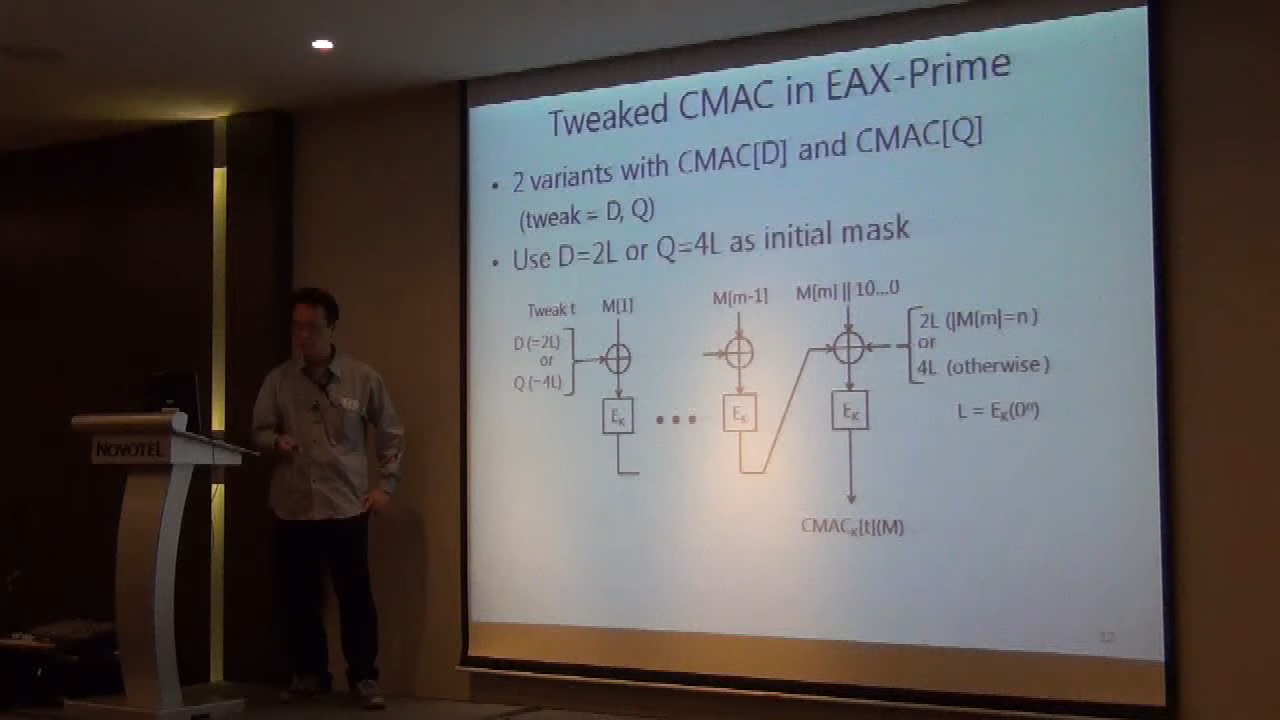 Tweaked CMAC in EAX-Prime
• 2 variants with CMAC[D] and CMAC[Q]
(tweak = D, Q)
• Use D=2L or Q=4L as initial mask
Tweak t M[1] M[m-1] M[m] || 10...0
D (=2L)
or
Q (=4L)
2L (|M[m]|=n )
or
4L (otherwise)
Eₖ Eₖ Eₖ
L = Eₖ(0ⁿ)
CMACₖ[t](M)
12
NOVOTEL